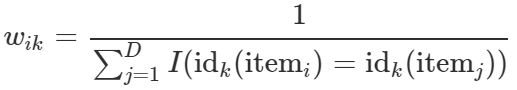 w_{ik} = \frac{1}{\sum_{j=1}^{D} I(\mathrm{id}_k(\mathrm{item}_i) = \mathrm{id}_k(\mathrm{item}_j))}